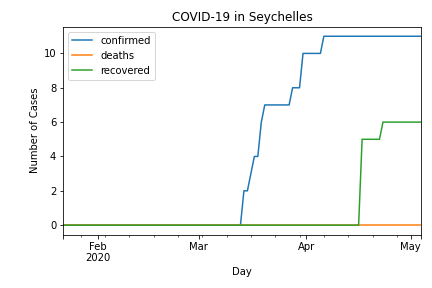 COVID-19 in Seychelles
confirmed
deaths
recovered
Number of Cases
10
8
6
4
2
0
Feb
2020
Mar
Apr
May
Day